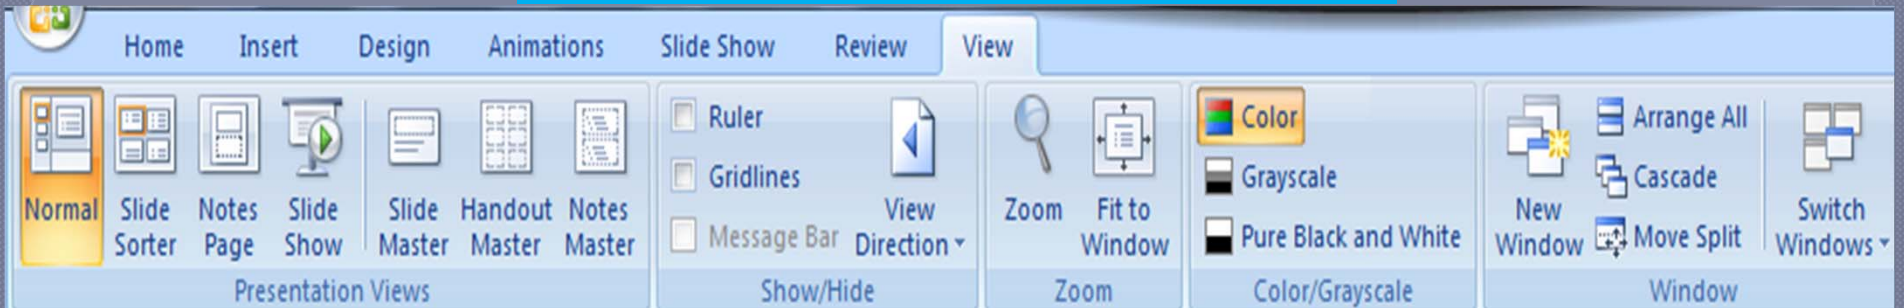 Home Insert Design Animations Slide Show Review View
Normal
Slide Sorter
Notes Page
Slide Show
Slide Master
Handout Master
Notes Master
Presentation Views
Ruler
Gridlines
Message Bar
View Direction
Show/Hide
Zoom
Fit to Window
Zoom
Color
Grayscale
Pure Black and White
Color/Grayscale
New Window
Arrange All
Cascade
Move Split
Switch Windows
Window